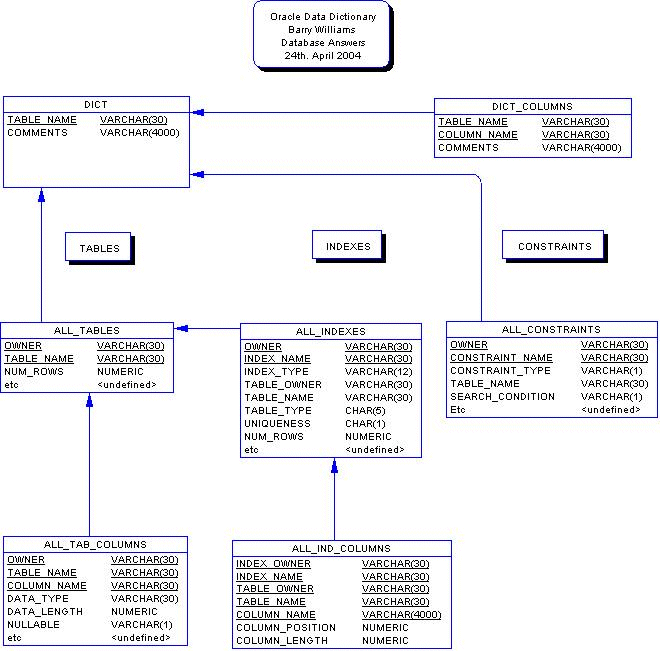 Oracle Data Dictionary
Barry Williams
Database Answers
24th. April 2004
DICT
TABLE_NAME VARCHAR(30)
COMMENTS VARCHAR(4000)
DICT_COLUMNS
TABLE_NAME VARCHAR(30)
COLUMN_NAME VARCHAR(30)
COMMENTS VARCHAR(4000)
TABLES
INDEXES
CONSTRAINTS
ALL_TABLES
OWNER VARCHAR(30)
TABLE_NAME VARCHAR(30)
NUM_ROWS NUMERIC
etc <undefined>
ALL_INDEXES
OWNER VARCHAR(30)
INDEX_NAME VARCHAR(30)
INDEX_TYPE VARCHAR(12)
TABLE_OWNER VARCHAR(30)
TABLE_NAME VARCHAR(30)
TABLE_TYPE CHAR(5)
UNIQUENESS CHAR(1)
NUM_ROWS NUMERIC
etc <undefined>
ALL_CONSTRAINTS
OWNER VARCHAR(30)
CONSTRAINT_NAME VARCHAR(30)
CONSTRAINT_TYPE VARCHAR(1)
TABLE_NAME VARCHAR(30)
SEARCH_CONDITION VARCHAR(1)
Etc <undefined>
ALL_TAB_COLUMNS
OWNER VARCHAR(30)
TABLE_NAME VARCHAR(30)
COLUMN_NAME VARCHAR(30)
DATA_TYPE VARCHAR(30)
DATA_LENGTH NUMERIC
NULLABLE VARCHAR(1)
etc <undefined>
ALL_IND_COLUMNS
INDEX_OWNER VARCHAR(30)
INDEX_NAME VARCHAR(30)
TABLE_OWNER VARCHAR(30)
TABLE_NAME VARCHAR(30)
COLUMN_NAME VARCHAR(4000)
COLUMN_POSITION NUMERIC
COLUMN_LENGTH NUMERIC